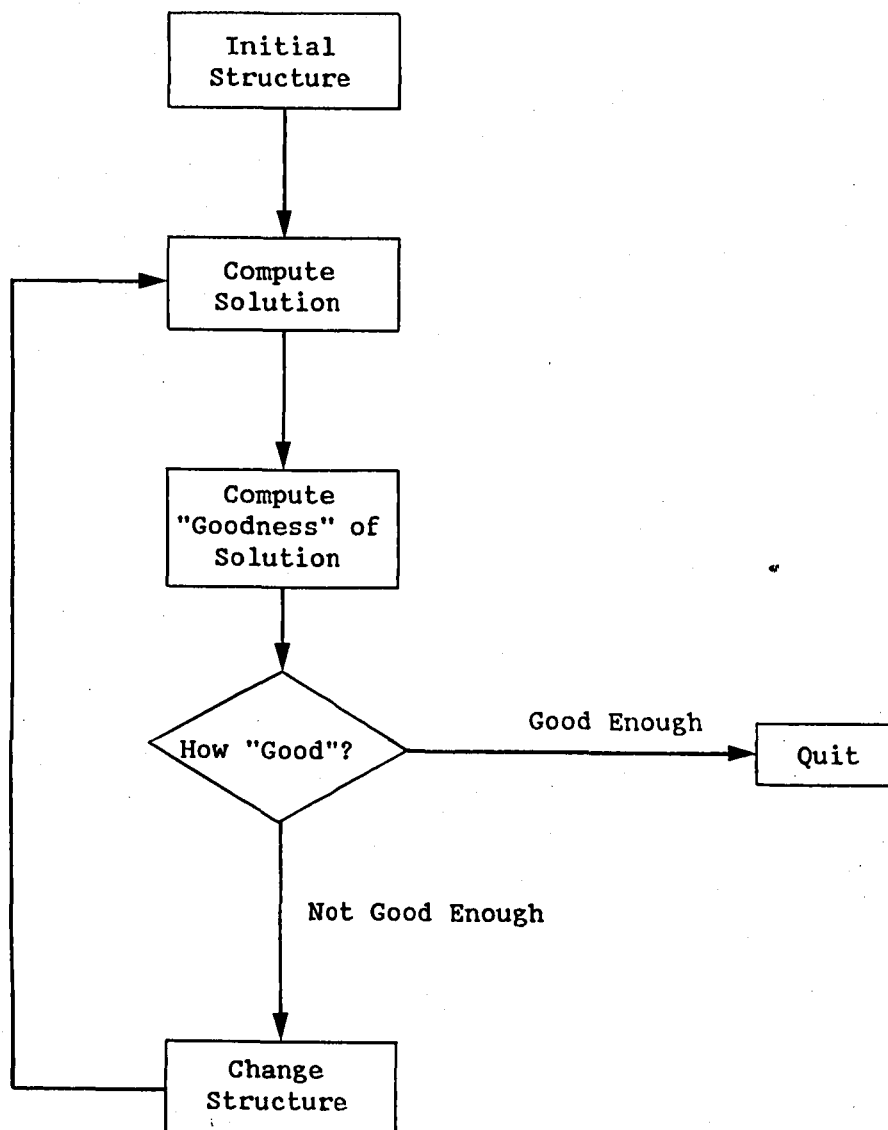 Initial
Structure
Compute
Solution
Compute
"Goodness" of
Solution
How "Good"?
Good Enough
Quit
Not Good Enough
Change
Structure